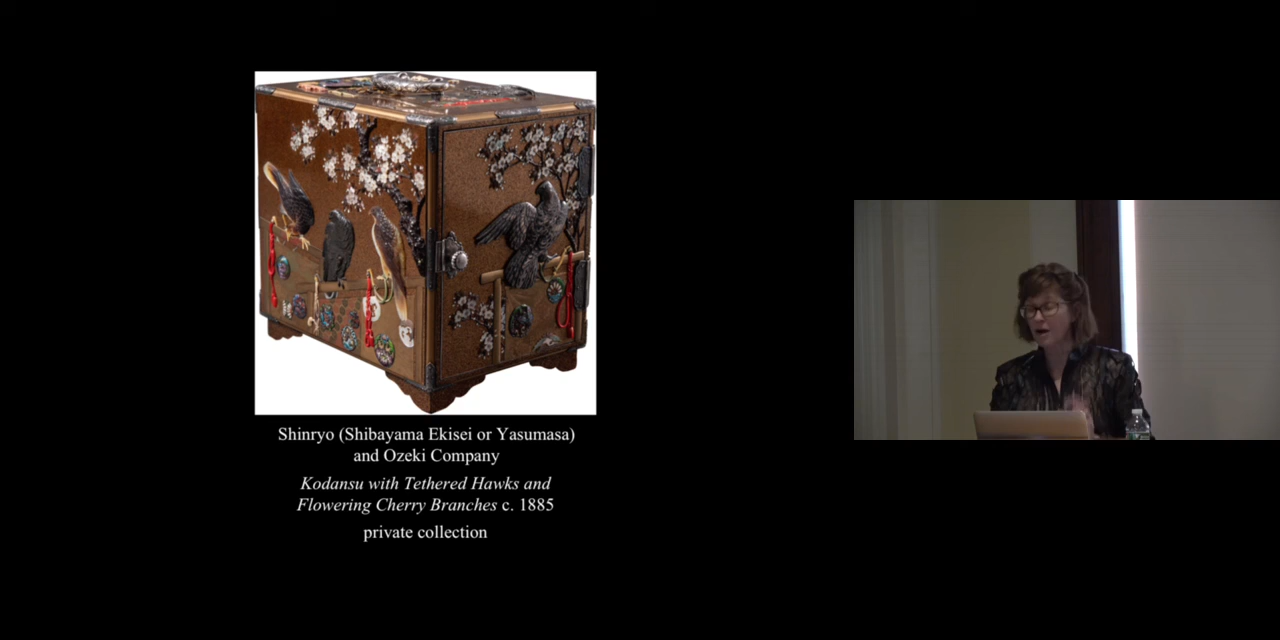 Shinryo (Shibayama Ekisei or Yasumasa)
and Ozeki Company
Kodansu with Tethered Hawks and
Flowering Cherry Branches c. 1885
private collection